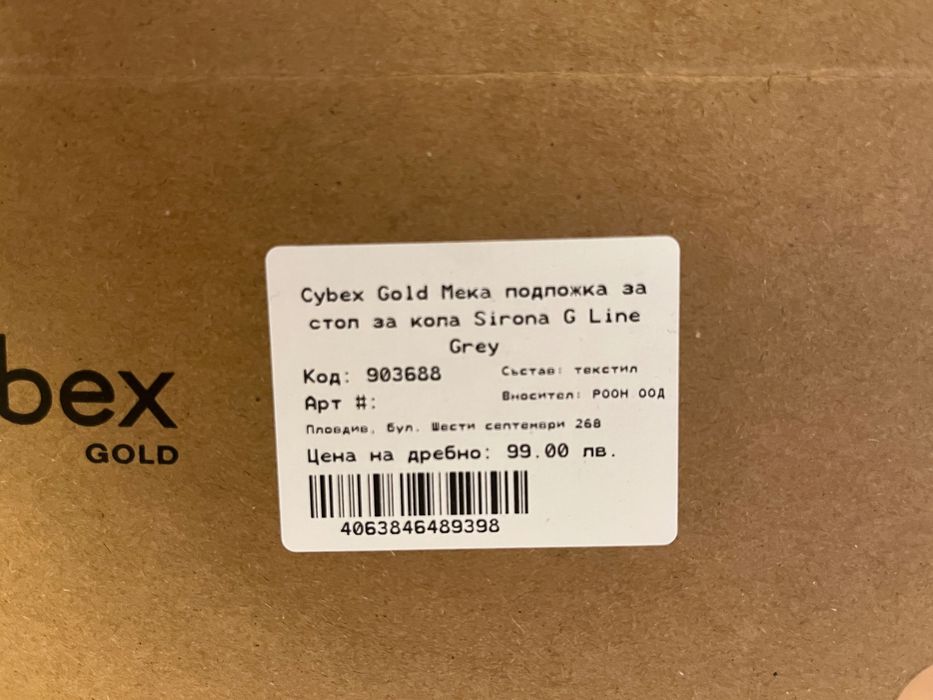 bex
GOLD
Cybex Gold Мека подложка за
стол за кола Sirona G Line
Grey
Код: 903688
Състав: текстил
Арт #:
Вносител: РООН ООД
Пловдив, бул. Шести септември 268
Цена на дребно: 99.00 лв.
4063846489398